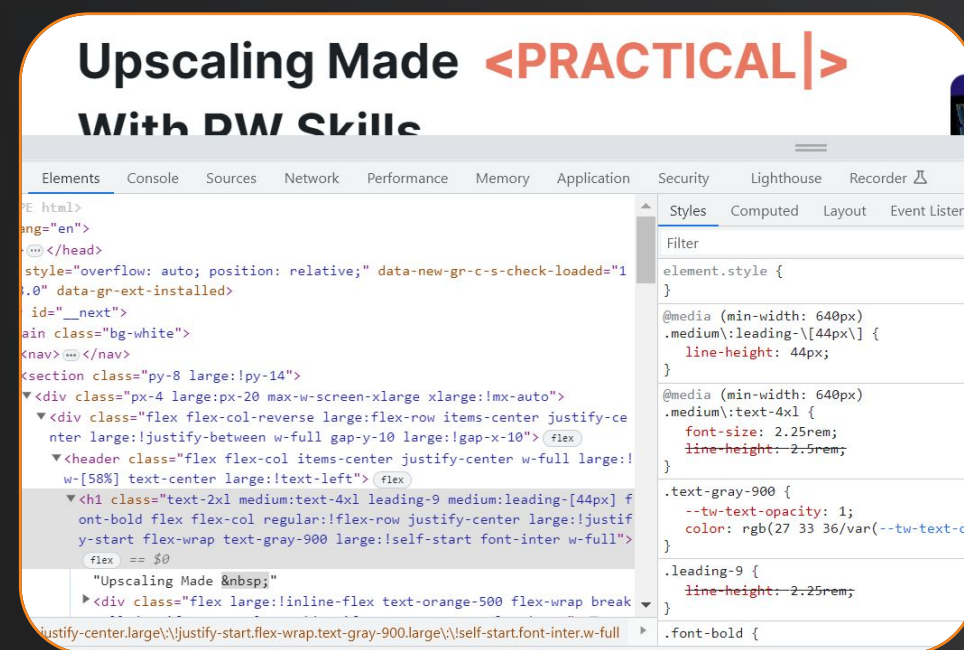 Upscaling Made <PRACTICAL|>
With PW Skills
Elements Console Sources Network Performance Memory Application Security Lighthouse Recorder
PE html>
ang="en">
</head>
style="overflow: auto; position: relative;" data-new-gr-c-s-check-loaded="1
.0" data-gr-ext-installed>
id="__next">
ain class="bg-white">
<nav> </nav>
<section class="py-8 large:!py-14">
<div class="px-4 large:px-20 max-w-screen-xlarge xlarge:!mx-auto">
<div class="flex flex-col-reverse large:flex-row items-center justify-ce
nter large:!justify-between w-full gap-y-10 large:!gap-x-10"> flex
<header class="flex flex-col items-center justify-center w-full large:!
w-[58%] text-center large:!text-left"> flex
<h1 class="text-2xl medium:text-4xl leading-9 medium:leading-[44px] f
ont-bold flex flex-col regular:!flex-row justify-center large:!justif
y-start flex-wrap text-gray-900 large:!self-start font-inter w-full">
flex == $0
"Upscaling Made &nbsp;"
<div class="flex large:!inline-flex text-orange-500 flex-wrap break
justify-center.large\:\!justify-start.flex-wrap.text-gray-900.large\:\!self-start.font-inter.w-full
Styles Computed Layout Event Listen
Filter
element.style {
}
@media (min-width: 640px)
.medium\:leading-\[44px\] {
line-height: 44px;
}
@media (min-width: 640px)
.medium\:text-4xl {
font-size: 2.25rem;
line-height: 2.5rem;
}
.text-gray-900 {
--tw-text-opacity: 1;
color: rgb(27 33 36/var(--tw-text-o
}
.leading-9 {
line-height: 2.25rem;
}
.font-bold {